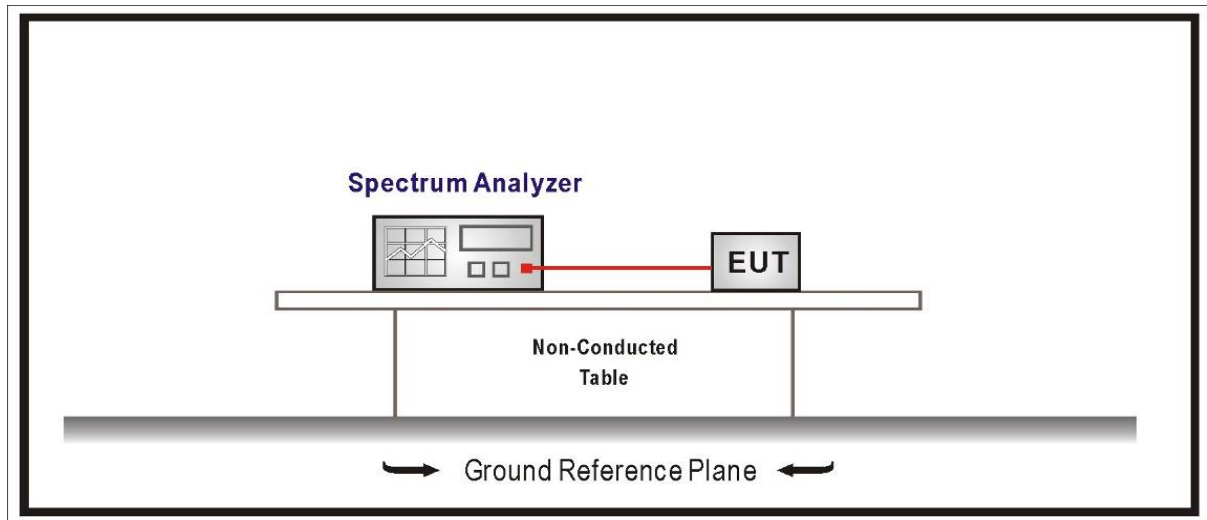 Spectrum Analyzer
EUT
Non-Conducted
Table
Ground Reference Plane